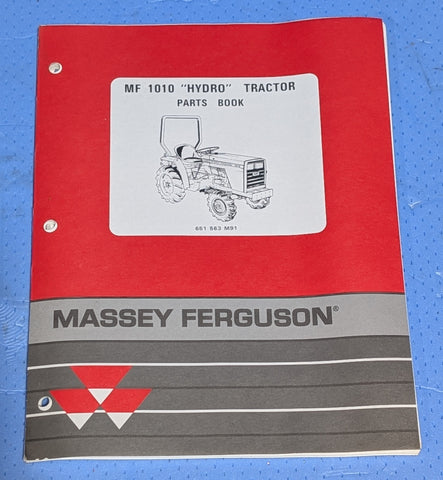 MF 1010 "HYDRO" TRACTOR
PARTS BOOK
651 563 M91
MASSEY FERGUSON®